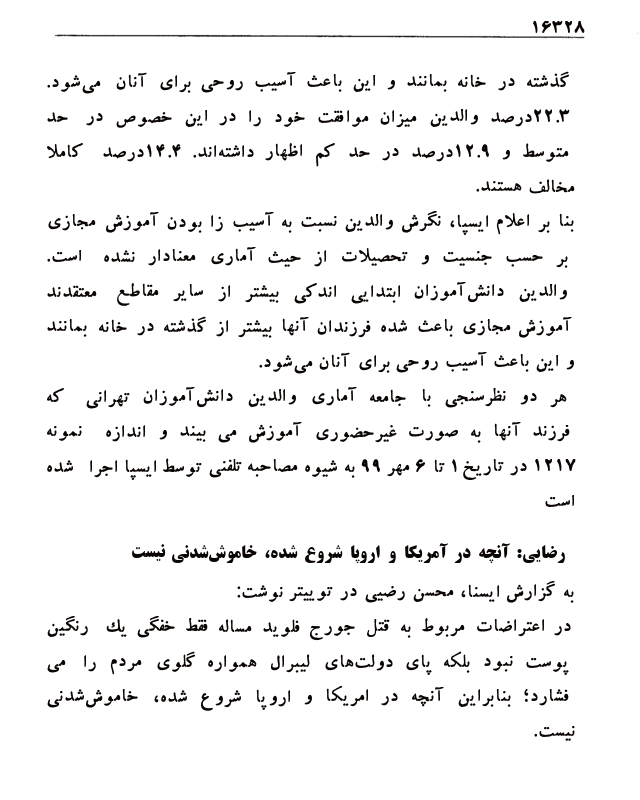 ۱۶۳۲۸
گذشته در خانه بمانند و این باعث آسیب روحی برای آنان می‌شود.
۲۲.۳درصد والدین میزان موافقت خود را در این خصوص در حد
متوسط و ۱۲.۹درصد در حد کم اظهار داشته‌اند. ۱۴.۴درصد کاملا
مخالف هستند.
بنا بر اعلام ایسپا، نگرش والدین نسبت به آسیب زا بودن آموزش مجازی
بر حسب جنسیت و تحصیلات از حیث آماری معنادار نشده است.
والدین دانش‌آموزان ابتدایی اندکی بیشتر از سایر مقاطع معتقدند
آموزش مجازی باعث شده فرزندان آنها بیشتر از گذشته در خانه بمانند
و این باعث آسیب روحی برای آنان می‌شود.
هر دو نظرسنجی با جامعه آماری والدین دانش‌آموزان تهرانی که
فرزند آنها به صورت غیرحضوری آموزش می بیند و اندازه نمونه
۱۲۱۷ در تاریخ ۱ تا ۶ مهر ۹۹ به شیوه مصاحبه تلفنی توسط ایسپا اجرا شده
است
رضایی: آنچه در آمریکا و اروپا شروع شده، خاموش‌شدنی نیست
به گزارش ایسنا، محسن رضیی در توییتر نوشت:
در اعتراضات مربوط به قتل جورج فلوید مساله فقط خفگی یك رنگین
پوست نبود بلکه پای دولت‌های لیبرال همواره گلوی مردم را می
فشارد؛ بنابراین آنچه در امریکا و اروپا شروع شده، خاموش‌شدنی
نیست.